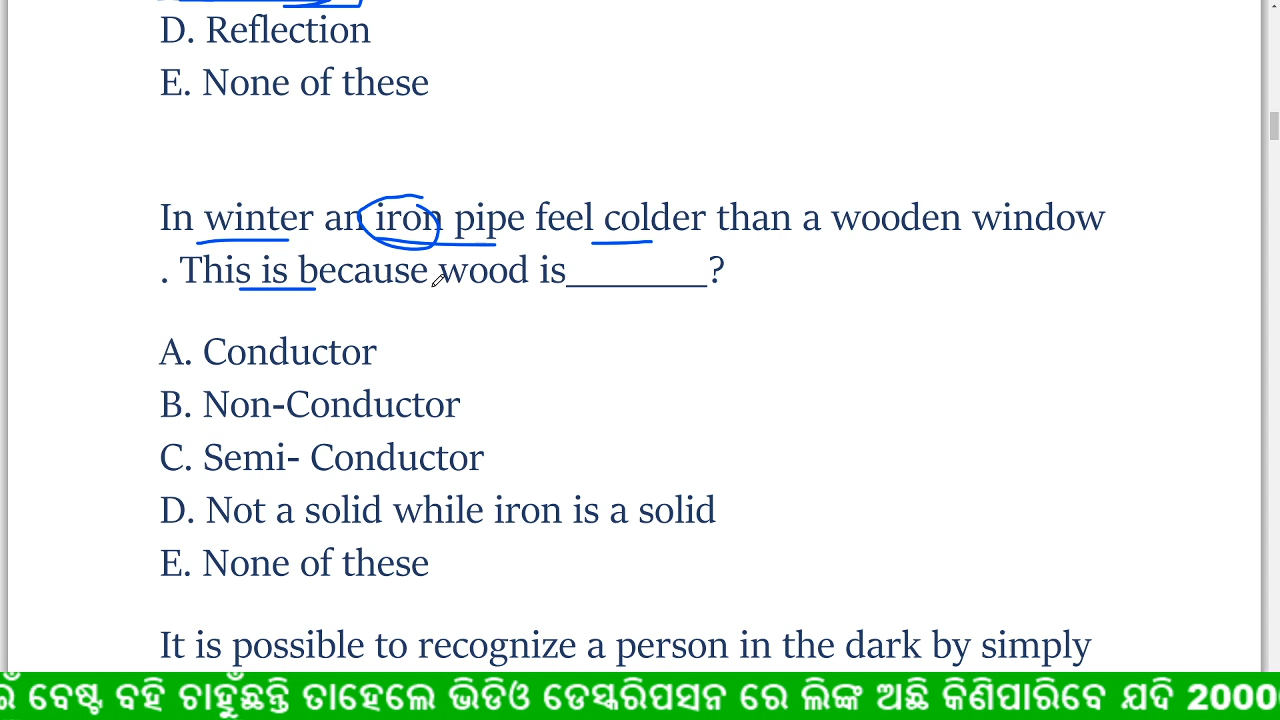 D. Reflection
E. None of these
In winter an iron pipe feel colder than a wooden window
. This is because wood is________?
A. Conductor
B. Non-Conductor
C. Semi- Conductor
D. Not a solid while iron is a solid
E. None of these
It is possible to recognize a person in the dark by simply
ବେଷ୍ଟ ବହି ଚାହୁଁଛନ୍ତି ତାହେଲେ ଭିଡିଓ ଡେସ୍କରିପସନ ରେ ଲିଙ୍କ ଅଛି କିଣିପାରିବେ ଯଦି 2000